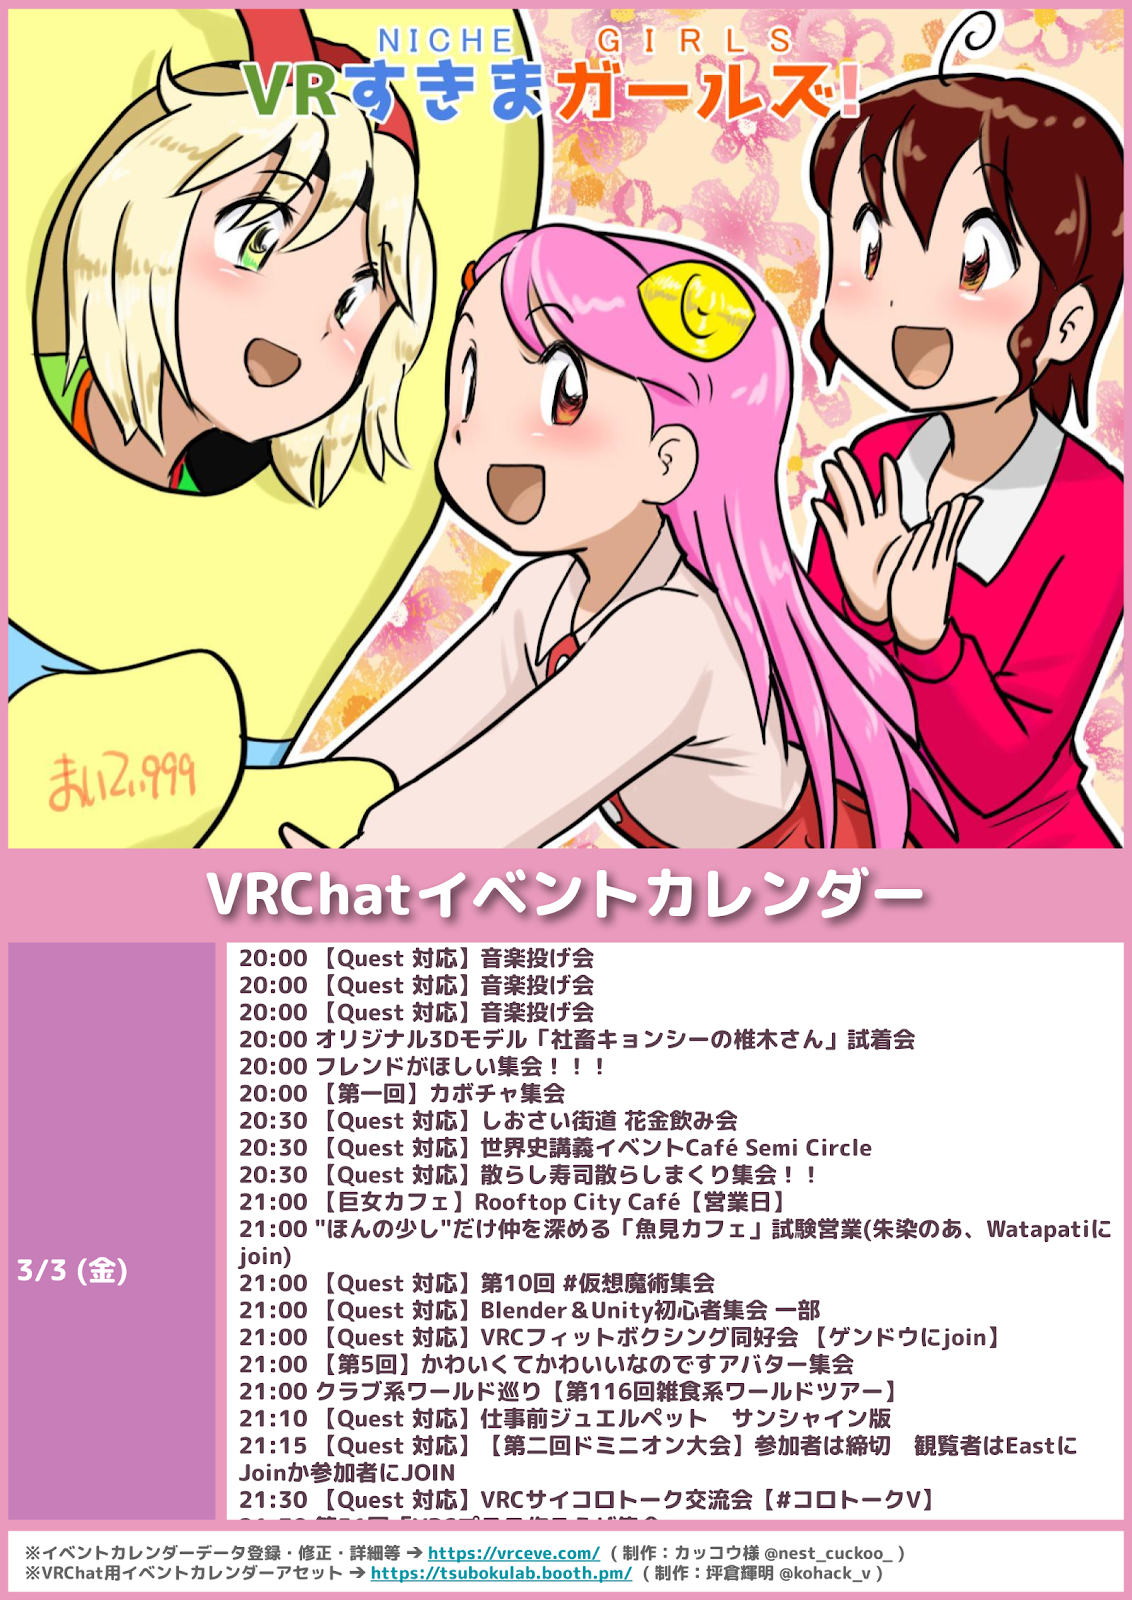 NICHE GIRLS
VRすきまガールズ!
まいてぃ999
VRChatイベントカレンダー
3/3 (金)
20:00 【Quest 対応】音楽投げ会
20:00 【Quest 対応】音楽投げ会
20:00 【Quest 対応】音楽投げ会
20:00 オリジナル3Dモデル「社畜キョンシーの椎木さん」試着会
20:00 フレンドがほしい集会！！！
20:00 【第一回】カボチャ集会
20:30 【Quest 対応】しおさい街道 花金飲み会
20:30 【Quest 対応】世界史講義イベントCafé Semi Circle
20:30 【Quest 対応】散らし寿司散らしまくり集会！！
21:00 【巨女カフェ】Rooftop City Café【営業日】
21:00 "ほんの少し"だけ仲を深める「魚見カフェ」試験営業(朱染のあ、Watapatiに
join)
21:00 【Quest 対応】第10回 #仮想魔術集会
21:00 【Quest 対応】Blender＆Unity初心者集会 一部
21:00 【Quest 対応】VRCフィットボクシング同好会 【ゲンドウにjoin】
21:00 【第5回】かわいくてかわいいなのですアバター集会
21:00 クラブ系ワールド巡り【第116回雑食系ワールドツアー】
21:10 【Quest 対応】仕事前ジュエルペット　サンシャイン版
21:15 【Quest 対応】【第二回ドミニオン大会】参加者は締切　観覧者はEastに
Joinか参加者にJOIN
21:30 【Quest 対応】VRCサイコロトーク交流会【#コロトークV】
※イベントカレンダーデータ登録・修正・詳細等 ➔ https://vrceve.com/ ( 制作：カッコウ様 @nest_cuckoo_ )
※VRChat用イベントカレンダーアセット ➔ https://tsubokulab.booth.pm/ ( 制作：坪倉輝明 @kohack_v )